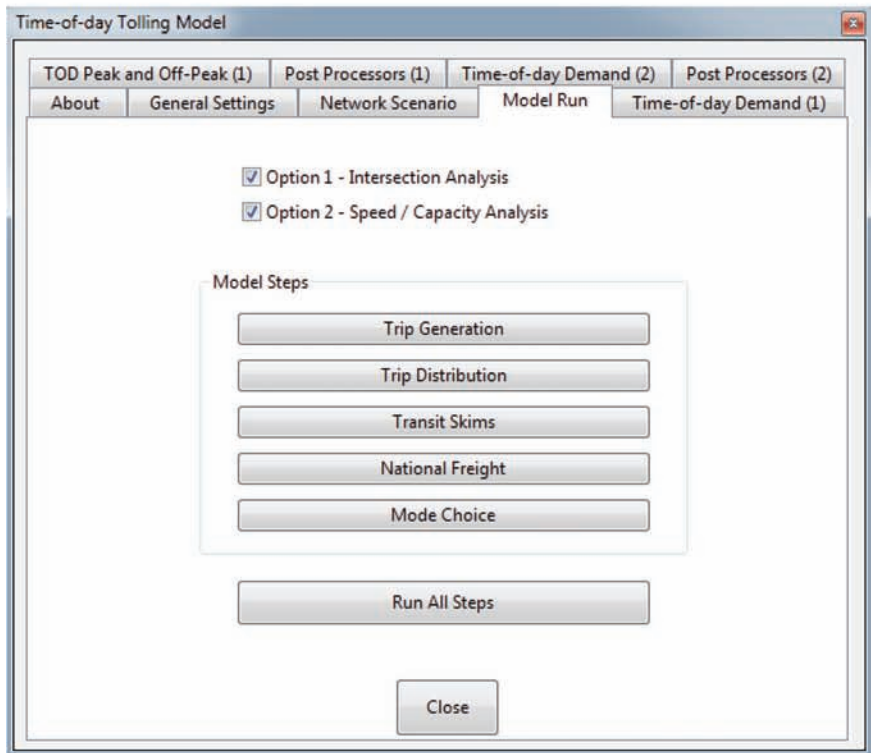 Time-of-day Tolling Model
TOD Peak and Off-Peak (1) Post Processors (1) Time-of-day Demand (2) Post Processors (2)
About General Settings Network Scenario Model Run Time-of-day Demand (1)
Option 1 - Intersection Analysis
Option 2 - Speed / Capacity Analysis
Model Steps
Trip Generation
Trip Distribution
Transit Skims
National Freight
Mode Choice
Run All Steps
Close